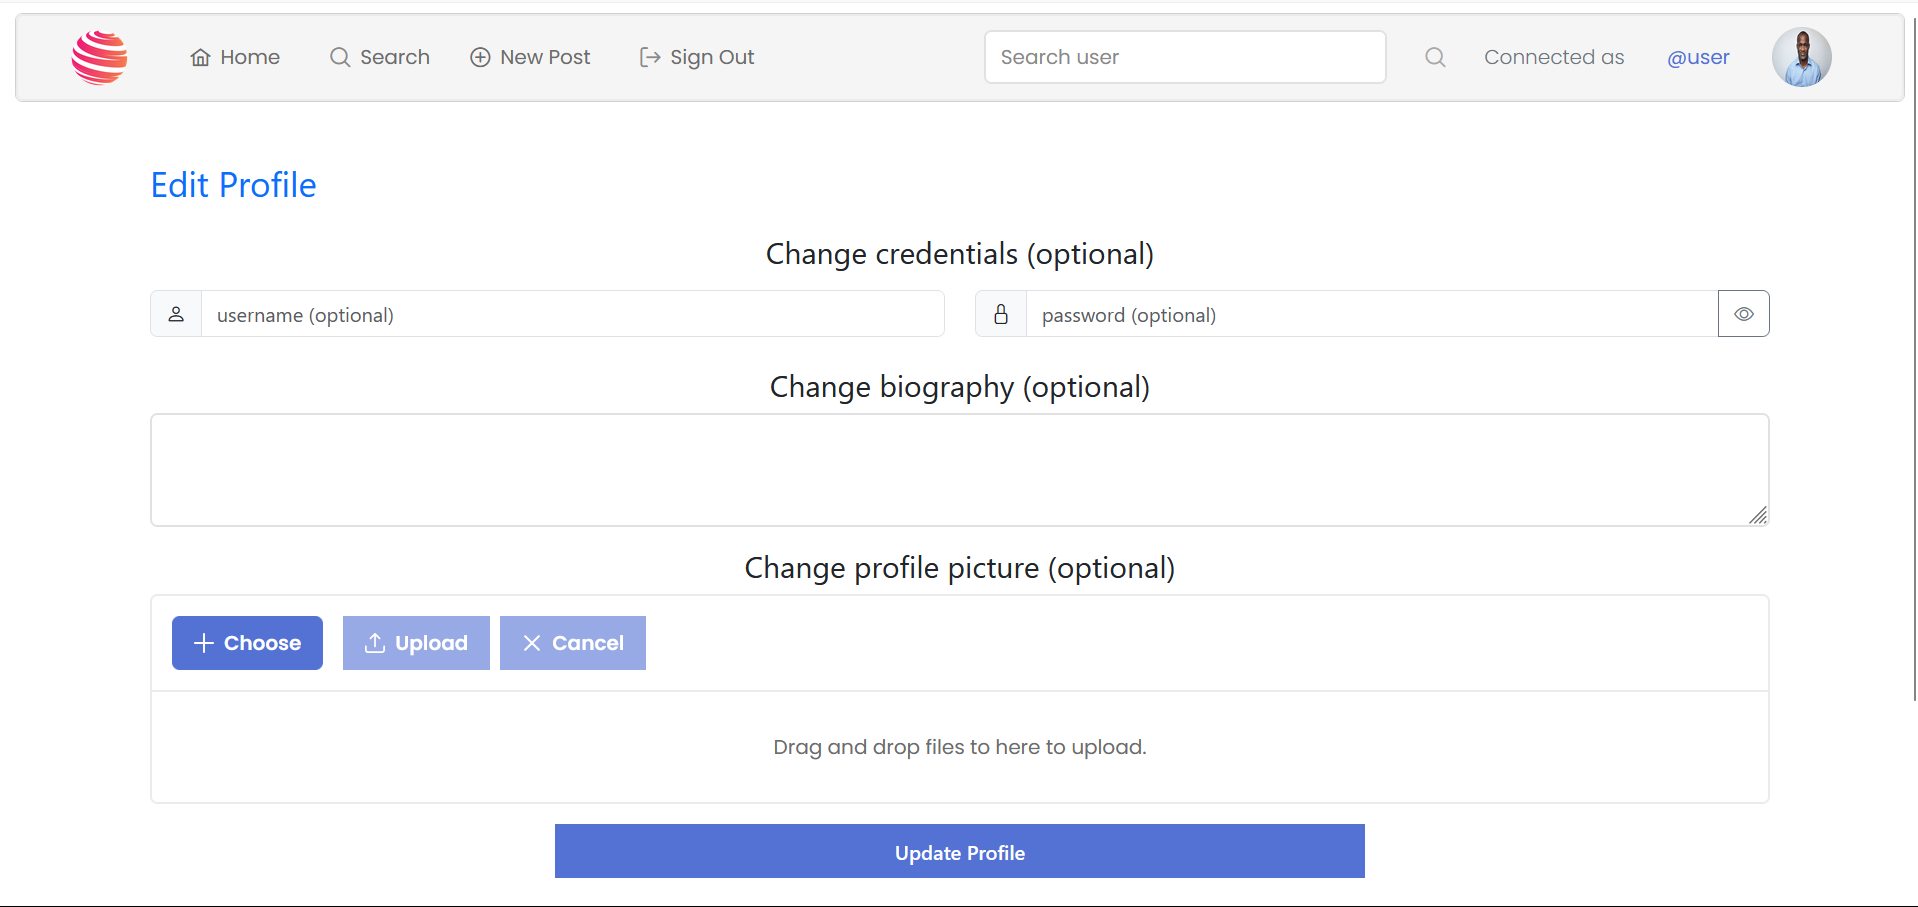 Home Search New Post Sign Out Search user Connected as @user
Edit Profile
Change credentials (optional)
username (optional) password (optional)
Change biography (optional)
Change profile picture (optional)
Choose Upload Cancel
Drag and drop files to here to upload.
Update Profile